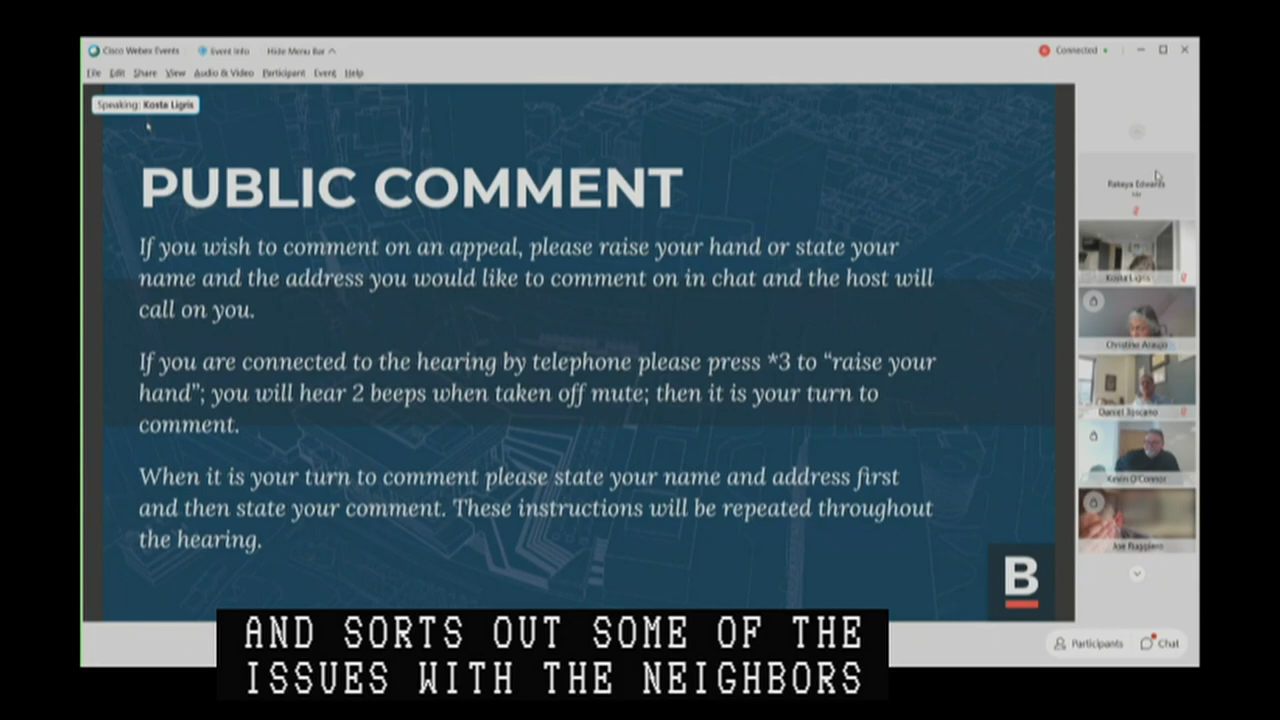 Cisco Webex Events Event Info Hide Menu Bar Connected
File Edit Share View Audio & Video Participant Event Help
Speaking: Kosta Ligris
PUBLIC COMMENT
If you wish to comment on an appeal, please raise your hand or state your
name and the address you would like to comment on in chat and the host will
call on you.
If you are connected to the hearing by telephone please press *3 to “raise your
hand”; you will hear 2 beeps when taken off mute; then it is your turn to
comment.
When it is your turn to comment please state your name and address first
and then state your comment. These instructions will be repeated throughout
the hearing.
B
Rakeya Edwards
Me
Kosta Ligris
Christine Araujo
Daniel Toscano
Kevin O'Connor
Joe Ruggiero
Participants Chat
AND SORTS OUT SOME OF THE
ISSUES WITH THE NEIGHBORS